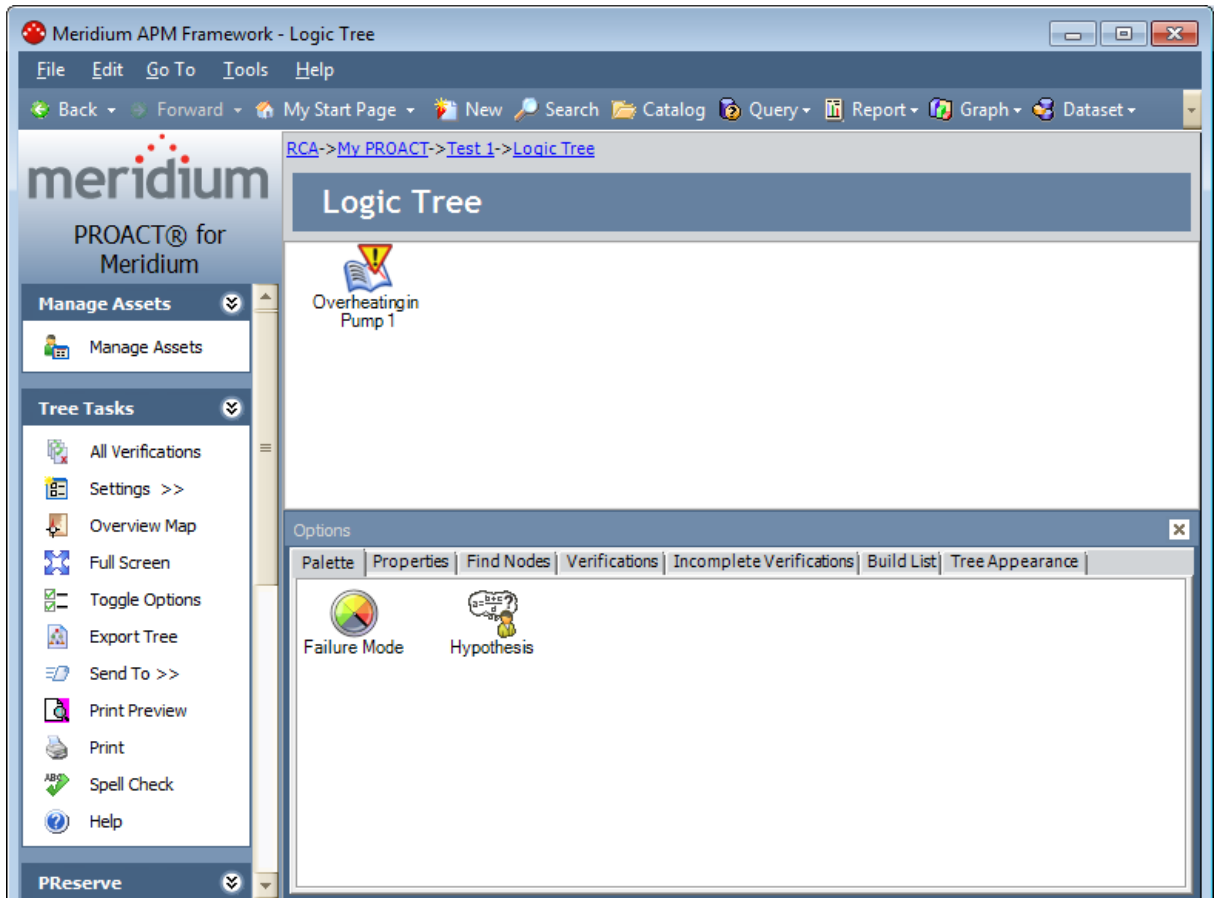 Meridium APM Framework - Logic Tree
File Edit Go To Tools Help
Back Forward My Start Page New Search Catalog Query Report Graph Dataset
meridium
PROACT® for
Meridium
Manage Assets
Manage Assets
Tree Tasks
All Verifications
Settings >>
Overview Map
Full Screen
Toggle Options
Export Tree
Send To >>
Print Preview
Print
ABC
Spell Check
Help
PReserve
RCA->My PROACT->Test 1->Logic Tree
Logic Tree
Overheating in
Pump 1
Options
Palette Properties Find Nodes Verifications Incomplete Verifications Build List Tree Appearance
Failure Mode Hypothesis